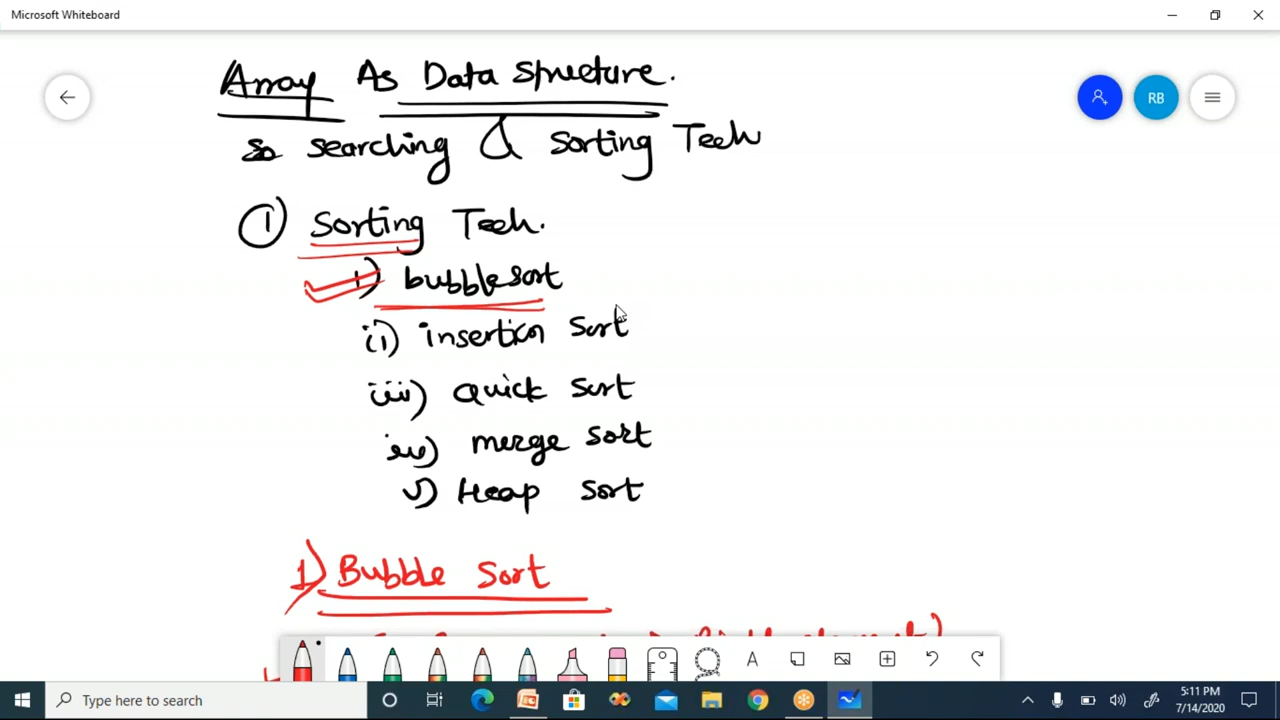 Microsoft Whiteboard
Array As Data Structure.
searching & Sorting Tech
RB
1) Sorting Tech.
i) bubble sort
ii) insertion Sort
iii) Quick Sort
iv) merge Sort
v) Heap Sort
1) Bubble Sort
A
Type here to search
5:11 PM
7/14/2020